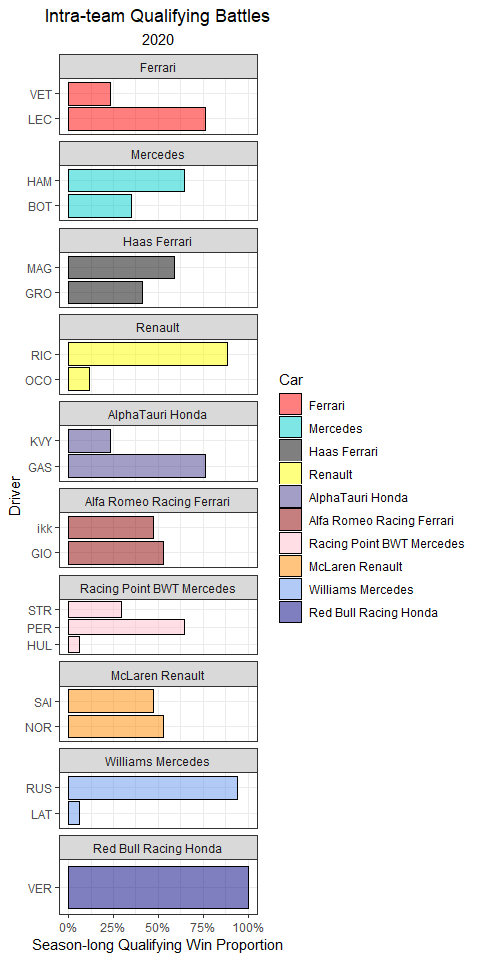 Intra-team Qualifying Battles
2020
Ferrari
VET
LEC
Mercedes
HAM
BOT
Haas Ferrari
MAG
GRO
Renault
RIC
OCO
AlphaTauri Honda
KVY
GAS
Alfa Romeo Racing Ferrari
ikk
GIO
Racing Point BWT Mercedes
STR
PER
HUL
McLaren Renault
SAI
NOR
Williams Mercedes
RUS
LAT
Red Bull Racing Honda
VER
0% 25% 50% 75% 100%
Season-long Qualifying Win Proportion
Driver
Car
Ferrari
Mercedes
Haas Ferrari
Renault
AlphaTauri Honda
Alfa Romeo Racing Ferrari
Racing Point BWT Mercedes
McLaren Renault
Williams Mercedes
Red Bull Racing Honda